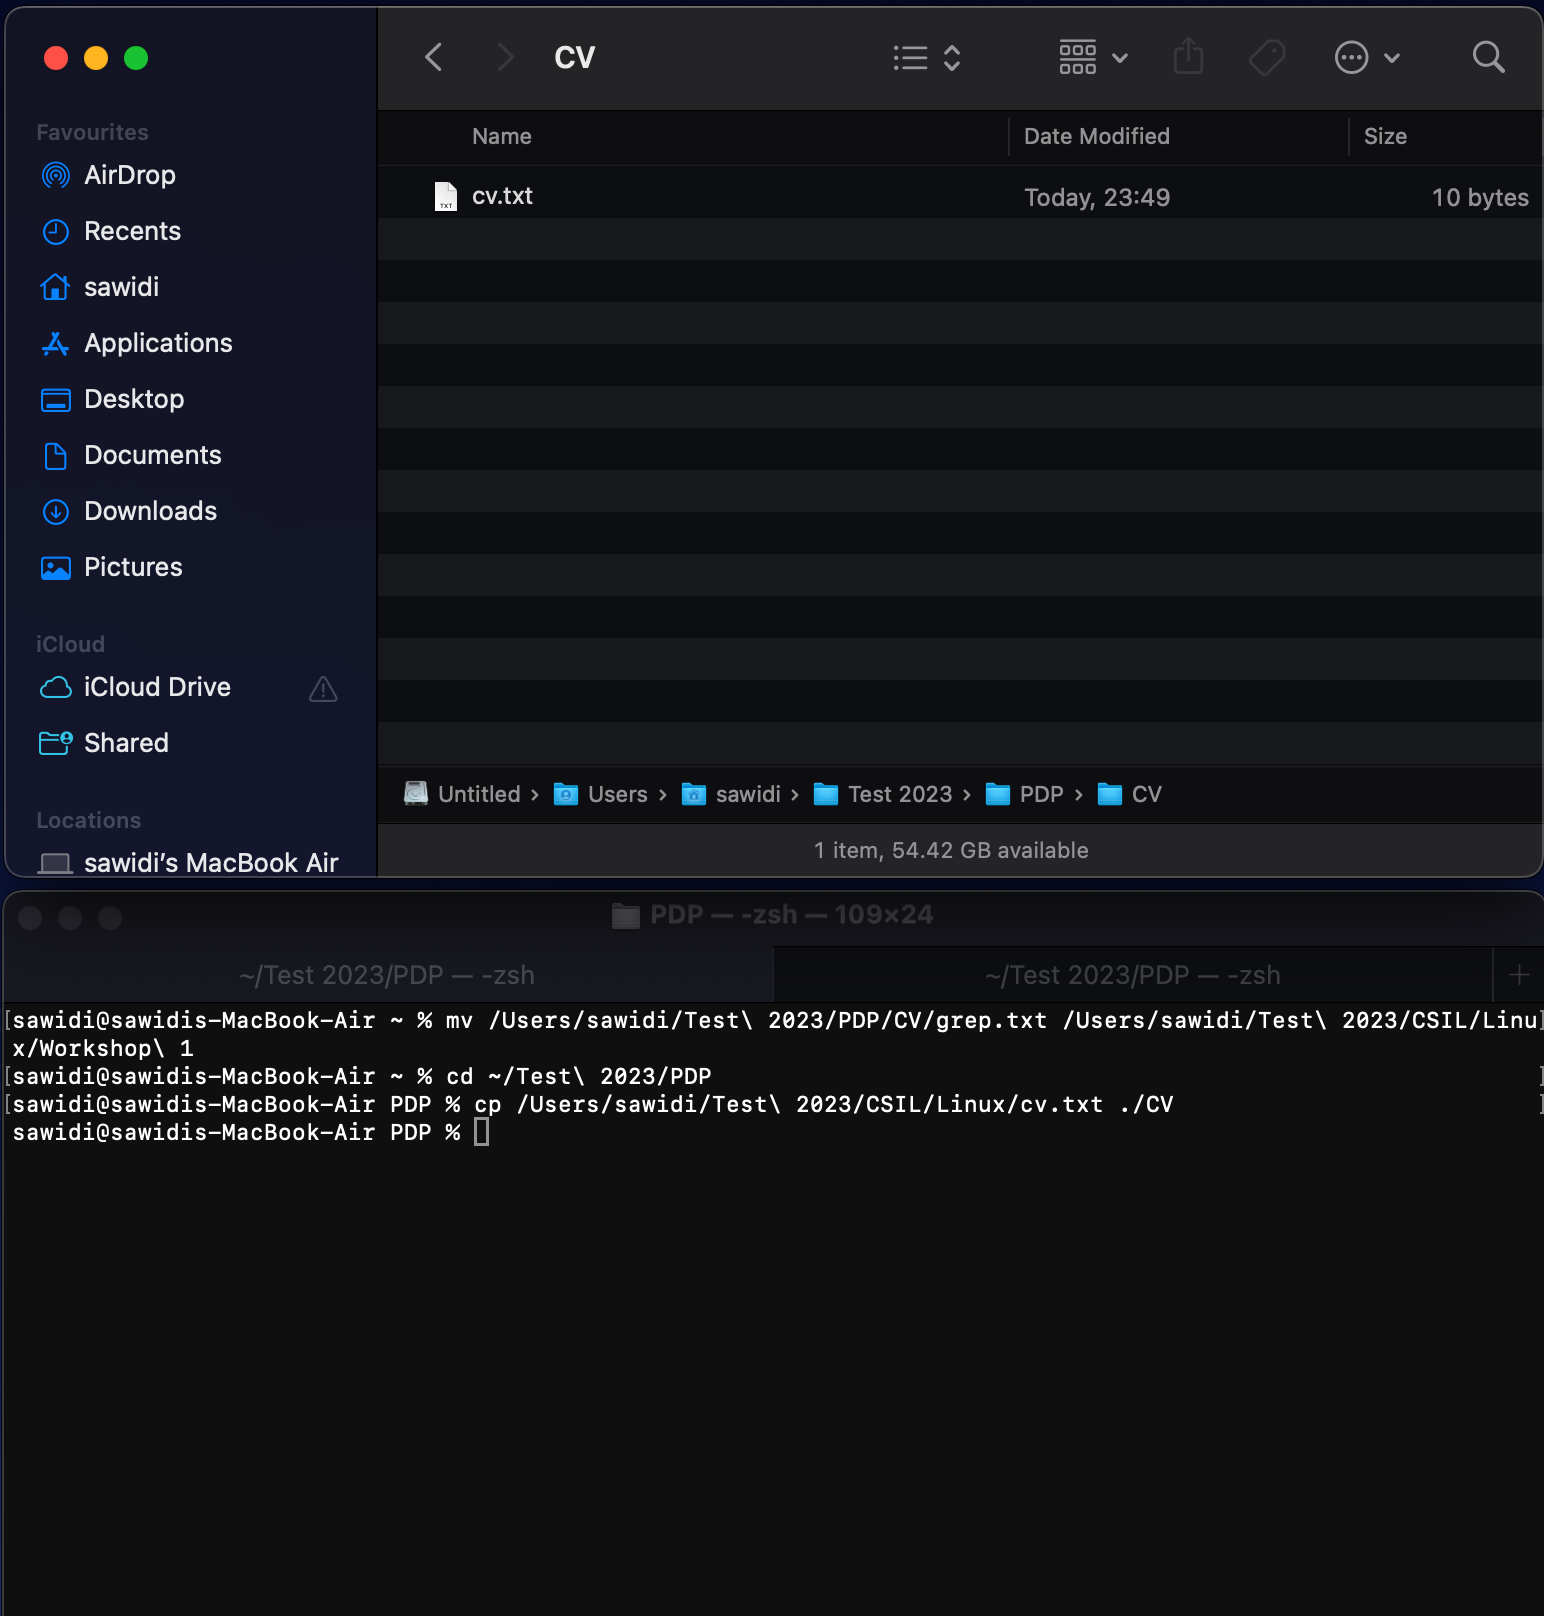 CV
Favourites
AirDrop
Recents
sawidi
Applications
Desktop
Documents
Downloads
Pictures
iCloud
iCloud Drive
Shared
Locations
sawidi’s MacBook Air
Name Date Modified Size
TXT cv.txt Today, 23:49 10 bytes
Untitled › Users › sawidi › Test 2023 › PDP › CV
1 item, 54.42 GB available
PDP — -zsh — 109×24
~/Test 2023/PDP — -zsh ~/Test 2023/PDP — -zsh +
[sawidi@sawidis-MacBook-Air ~ % mv /Users/sawidi/Test\ 2023/PDP/CV/grep.txt /Users/sawidi/Test\ 2023/CSIL/Linu]
x/Workshop\ 1
[sawidi@sawidis-MacBook-Air ~ % cd ~/Test\ 2023/PDP ]
[sawidi@sawidis-MacBook-Air PDP % cp /Users/sawidi/Test\ 2023/CSIL/Linux/cv.txt ./CV ]
sawidi@sawidis-MacBook-Air PDP %